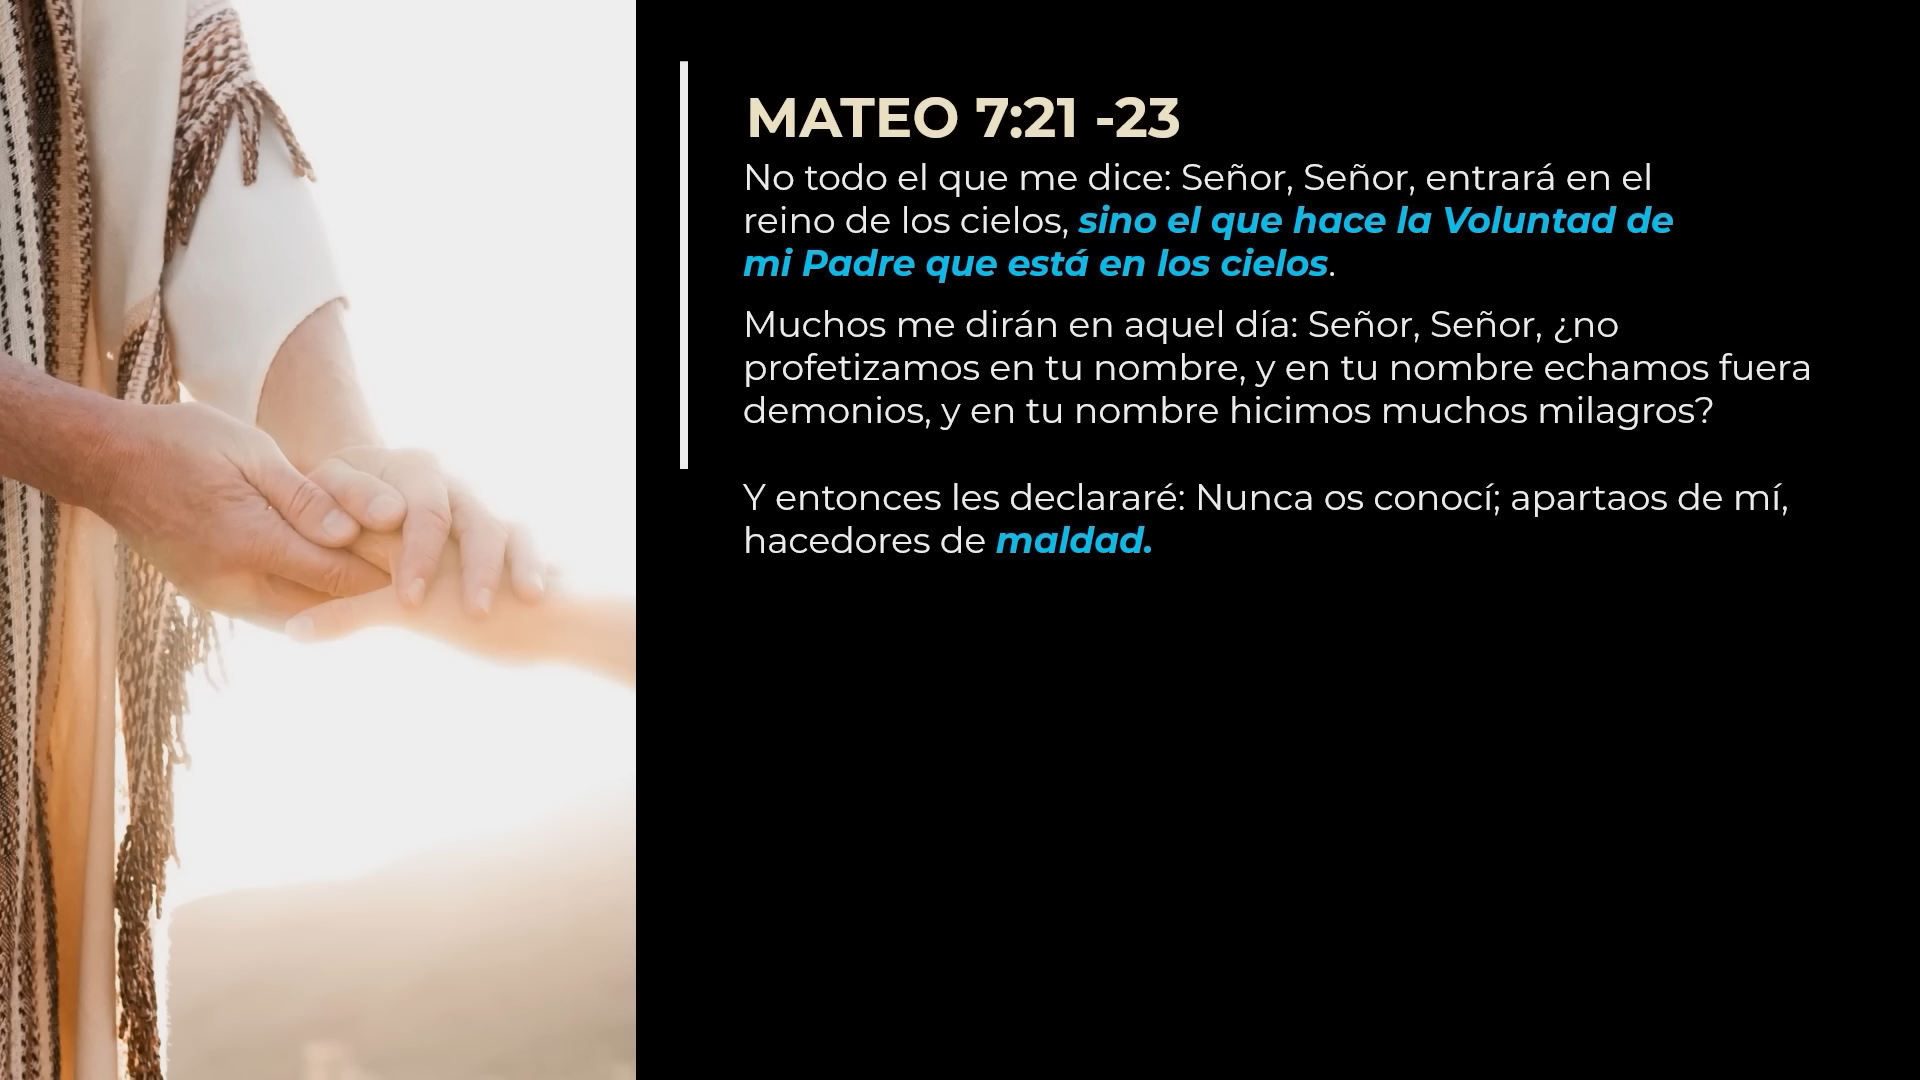 MATEO 7:21 -23
No todo el que me dice: Señor, Señor, entrará en el
reino de los cielos, sino el que hace la Voluntad de
mi Padre que está en los cielos.
Muchos me dirán en aquel día: Señor, Señor, ¿no
profetizamos en tu nombre, y en tu nombre echamos fuera
demonios, y en tu nombre hicimos muchos milagros?
Y entonces les declararé: Nunca os conocí; apartaos de mí,
hacedores de maldad.